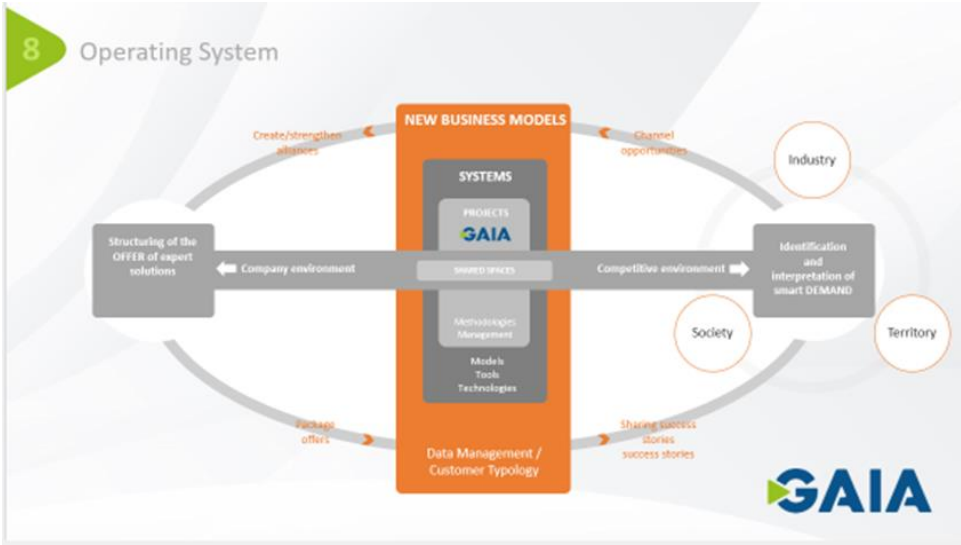 8
Operating System
NEW BUSINESS MODELS
Create/strengthen
alliances
Channel
opportunities
Industry
SYSTEMS
PROJECTS
GAIA
Structuring of the
OFFER of expert
solutions
Company environment
SHARED SPACES
Competitive environment
Identification
and
interpretation of
smart DEMAND
Society
Territory
Methodologies
Management
Models
Tools
Technologies
Package
offers
Sharing success
stories
success stories
Data Management /
Customer Typology
GAIA